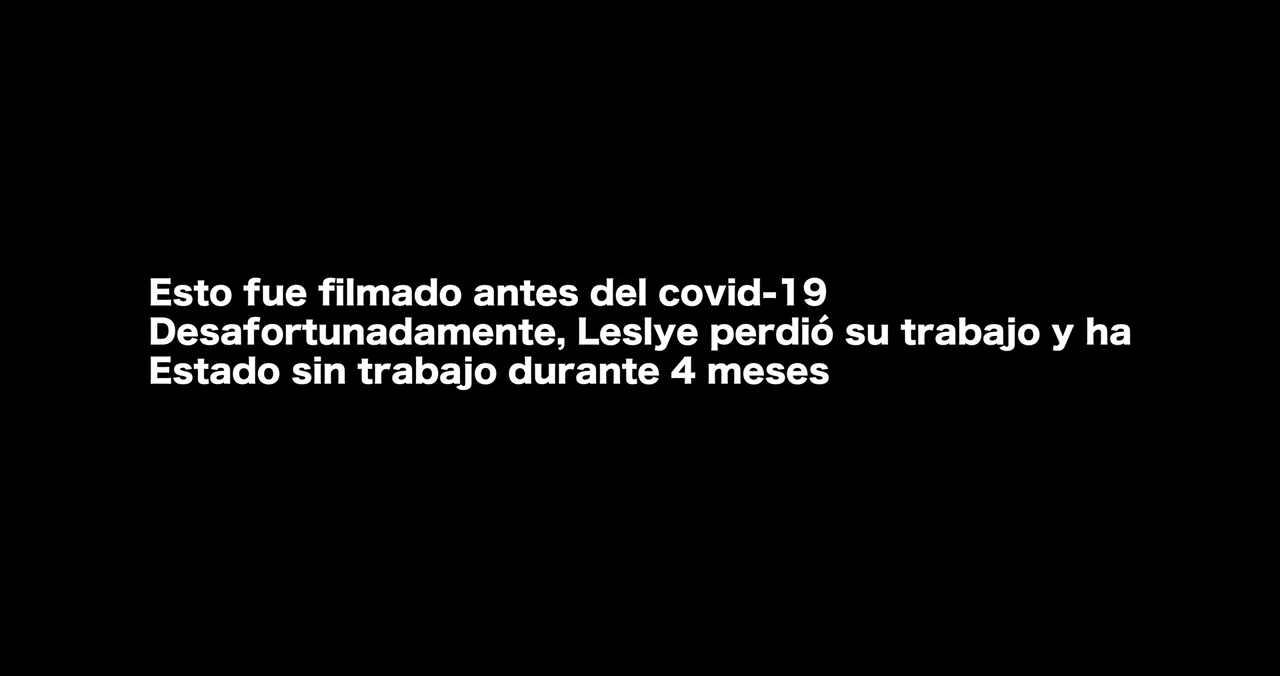 Esto fue filmado antes del covid-19
Desafortunadamente, Leslye perdió su trabajo y ha
Estado sin trabajo durante 4 meses